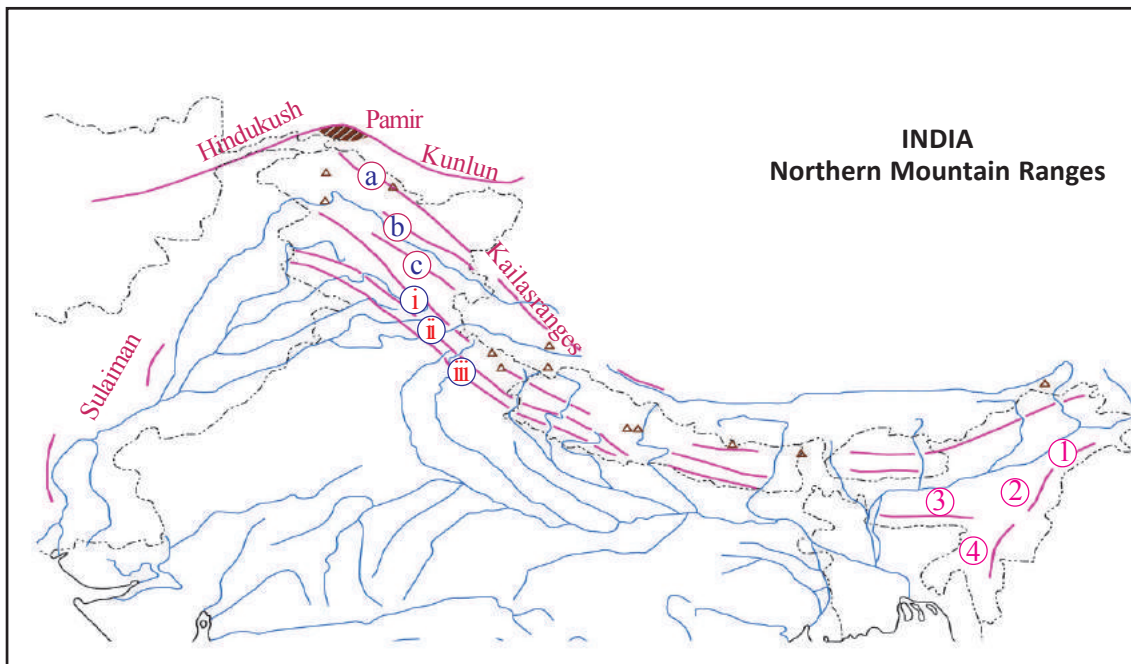 INDIA
Northern Mountain Ranges
Hindukush
Pamir
Kunlun
a
b
c
Kailasranges
i
ii
iii
Sulaiman
1
2
3
4